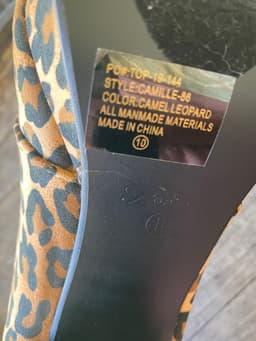 PO#-TOP-19-144
STYLE:CAMILLE-86
COLOR:CAMEL LEOPARD
ALL MANMADE MATERIALS
MADE IN CHINA
10